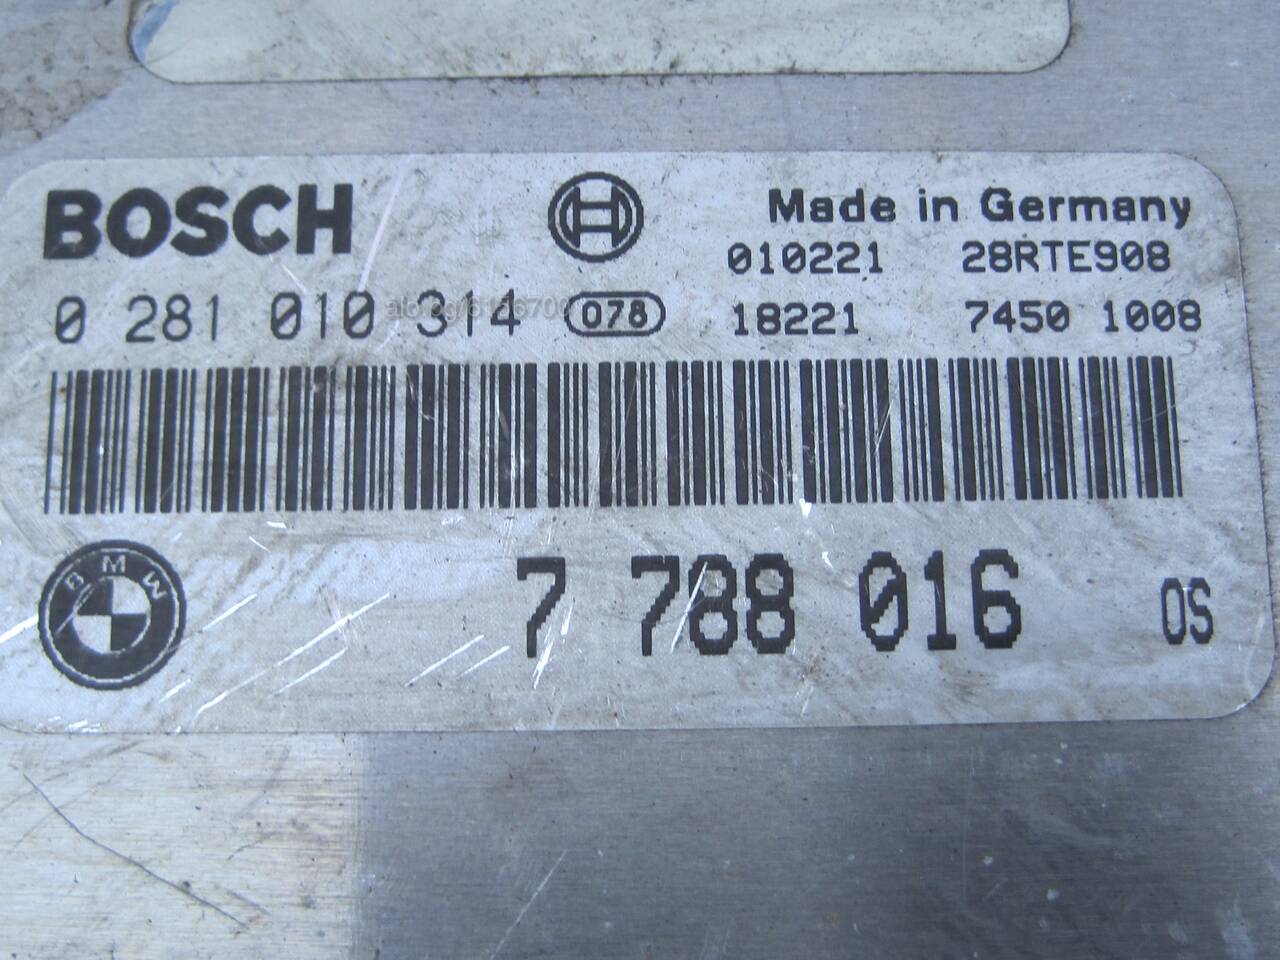 BOSCH
Made in Germany
010221 28RTE908
0 281 010 314 078 18221 7450 1008
BMW
7 788 016 OS